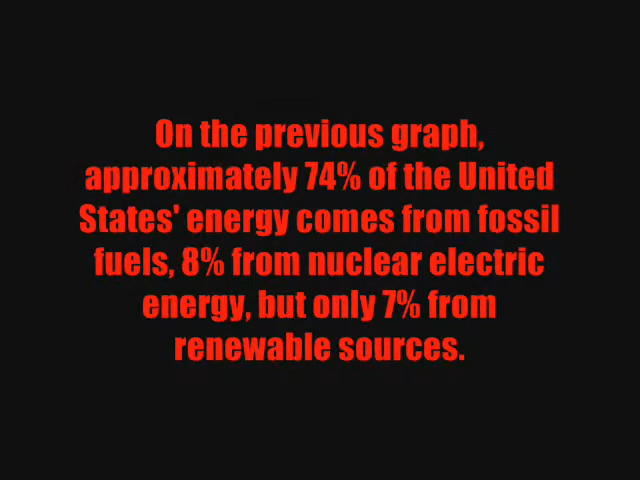 On the previous graph,
approximately 74% of the United
States' energy comes from fossil
fuels, 8% from nuclear electric
energy, but only 7% from
renewable sources.